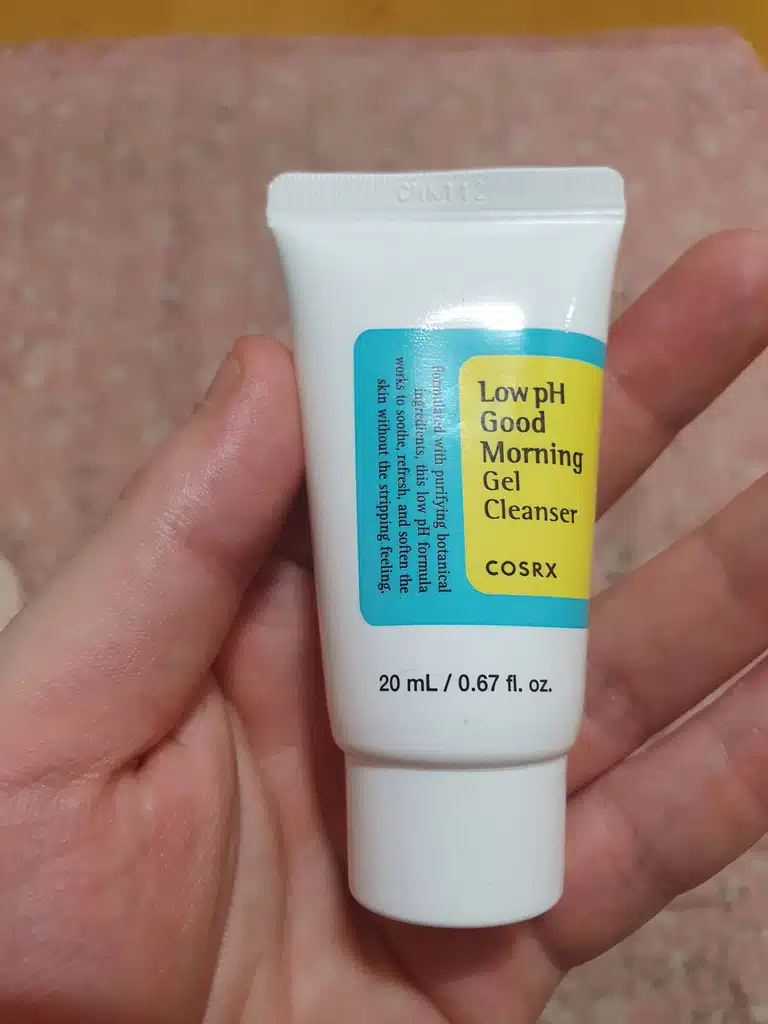 Low pH
Good
Morning
Gel
Cleanser
COSRX
formulated with purifying botanical
ingredients, this low pH formula
works to soothe, refresh, and soften the
skin without the stripping feeling.
20 mL / 0.67 fl. oz.